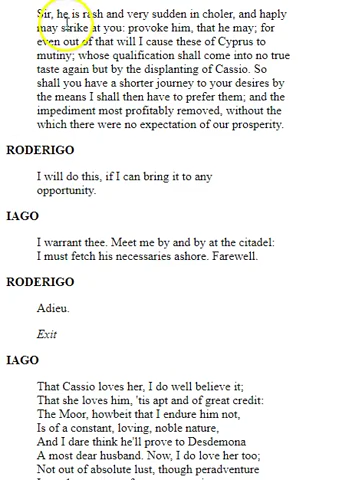 Sir, he is rash and very sudden in choler, and haply
may strike at you: provoke him, that he may; for
even out of that will I cause these of Cyprus to
mutiny; whose qualification shall come into no true
taste again but by the displanting of Cassio. So
shall you have a shorter journey to your desires by
the means I shall then have to prefer them; and the
impediment most profitably removed, without the
which there were no expectation of our prosperity.
RODERIGO
I will do this, if I can bring it to any
opportunity.
IAGO
I warrant thee. Meet me by and by at the citadel:
I must fetch his necessaries ashore. Farewell.
RODERIGO
Adieu.
Exit
IAGO
That Cassio loves her, I do well believe it;
That she loves him, 'tis apt and of great credit:
The Moor, howbeit that I endure him not,
Is of a constant, loving, noble nature,
And I dare think he'll prove to Desdemona
A most dear husband. Now, I do love her too;
Not out of absolute lust, though peradventure